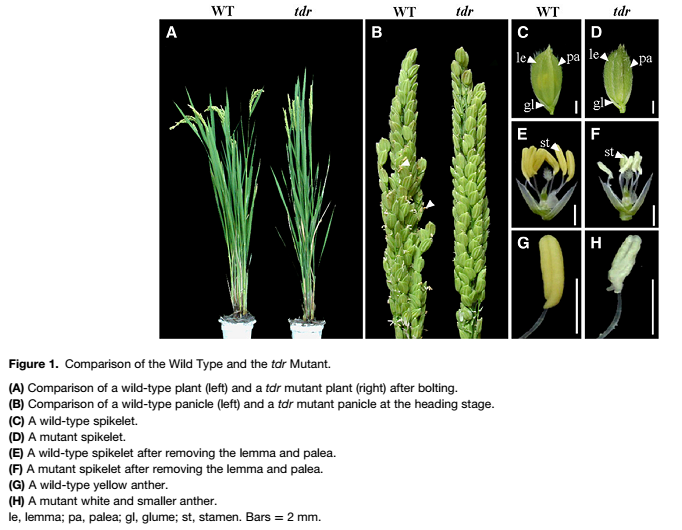 WT tdr WT tdr WT tdr
A B C D
le pa le pa
gl gl
E F
st st
G H
Figure 1. Comparison of the Wild Type and the tdr Mutant.
(A) Comparison of a wild-type plant (left) and a tdr mutant plant (right) after bolting.
(B) Comparison of a wild-type panicle (left) and a tdr mutant panicle at the heading stage.
(C) A wild-type spikelet.
(D) A mutant spikelet.
(E) A wild-type spikelet after removing the lemma and palea.
(F) A mutant spikelet after removing the lemma and palea.
(G) A wild-type yellow anther.
(H) A mutant white and smaller anther.
le, lemma; pa, palea; gl, glume; st, stamen. Bars = 2 mm.